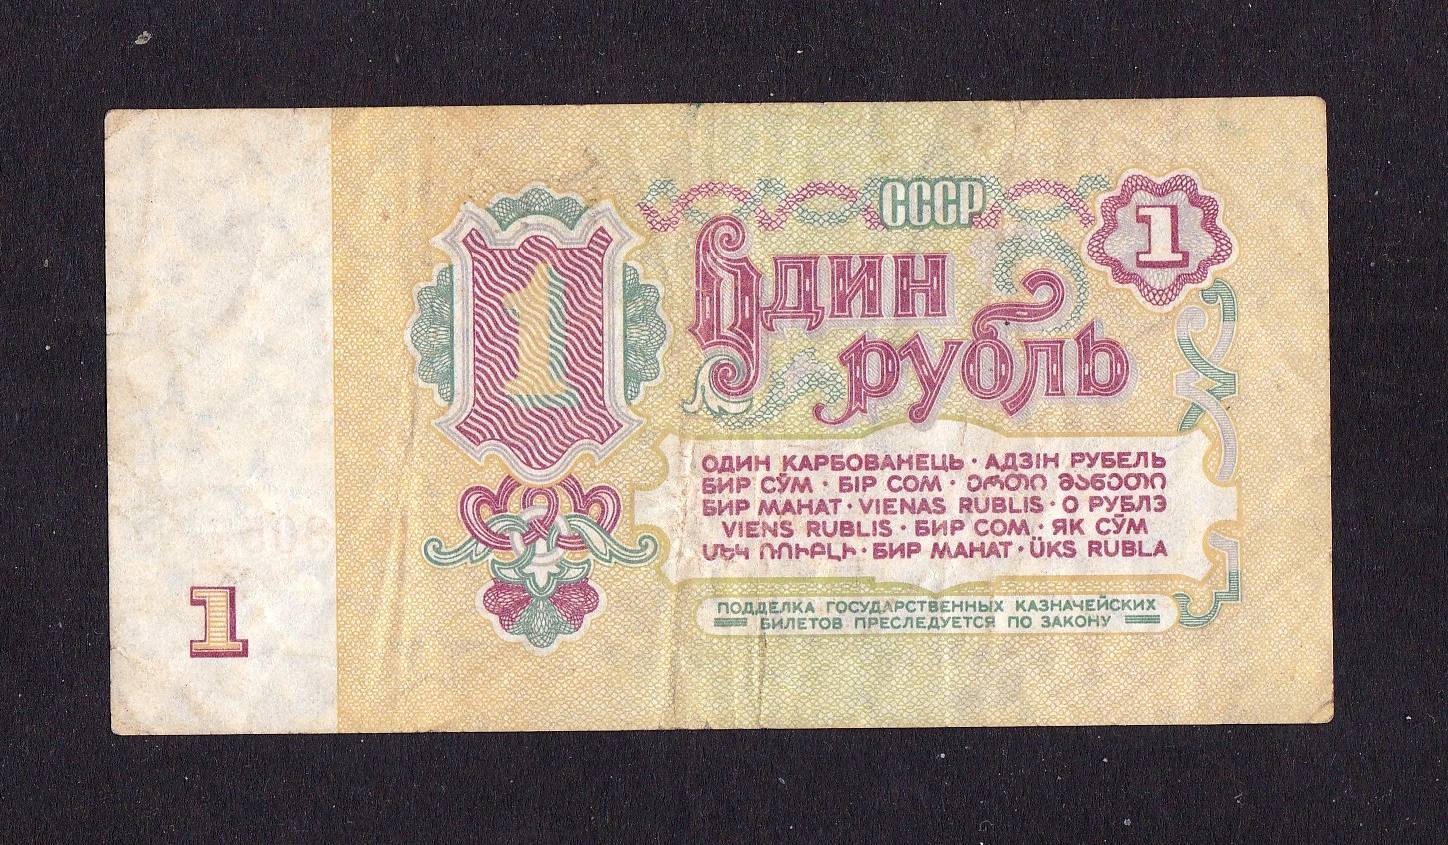 СССР
1
1
Один
рубль
ОДИН КАРБОВАНЕЦЬ · АДЗІН РУБЕЛЬ
БИР СЎМ · БІР СОМ · ერთი მანეთი
БИР МАНАТ · VIENAS RUBLIS · О РУБЛЭ
VIENS RUBLIS · БИР СОМ · ЯК СӮМ
ՄԵԿ ՌՈՒԲԼԻ · БИР МАНАТ · ÜKS RUBLA
ПОДДЕЛКА ГОСУДАРСТВЕННЫХ КАЗНАЧЕЙСКИХ
БИЛЕТОВ ПРЕСЛЕДУЕТСЯ ПО ЗАКОНУ
1